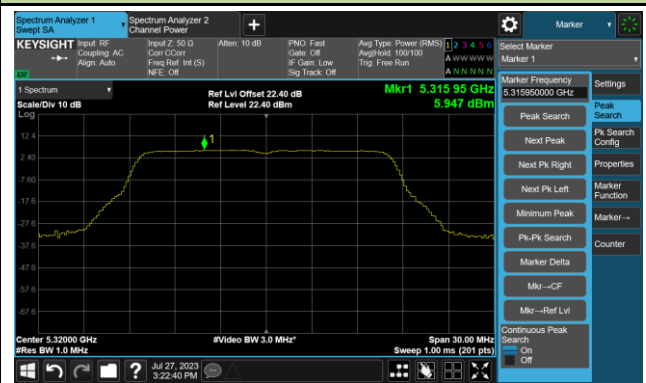 Spectrum Analyzer 1
Swept SA
Spectrum Analyzer 2
Channel Power
Marker
KEYSIGHT
Input: RF
Coupling: AC
Align: Auto
Input Z: 50 Ω
Corr CCorr
Freq Ref: Int (S)
NFE: Off
Atten: 10 dB
PNO: Fast
Gate: Off
IF Gain: Low
Sig Track: Off
Avg Type: Power (RMS)
Avg|Hold: 100/100
Trig: Free Run
1 2 3 4 5 6
A W W W W W
A N N N N N
Select Marker
Marker 1
1 Spectrum
Scale/Div 10 dB
Log
Ref Lvl Offset 22.40 dB
Ref Level 22.40 dBm
Mkr1 5.315 95 GHz
5.947 dBm
12.4
2.40
-7.60
-17.6
-27.6
-37.6
-47.6
-57.6
-67.6
1
Center 5.32000 GHz
#Res BW 1.0 MHz
#Video BW 3.0 MHz*
Span 30.00 MHz
Sweep 1.00 ms (201 pts)
Marker Frequency
5.315950000 GHz
Peak Search
Next Peak
Next Pk Right
Next Pk Left
Minimum Peak
Pk-Pk Search
Marker Delta
Mkr→CF
Mkr→Ref Lvl
Continuous Peak
Search
On
Off
Settings
Peak
Search
Pk Search
Config
Properties
Marker
Function
Marker→
Counter
Jul 27, 2023
3:22:40 PM